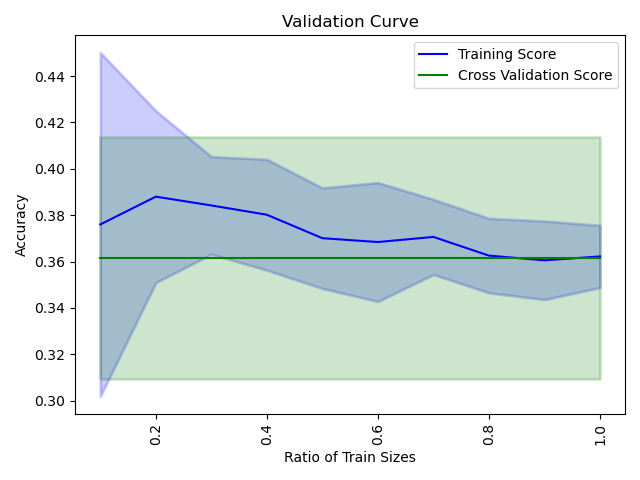 Validation Curve
Training Score
Cross Validation Score
Accuracy
0.44
0.42
0.40
0.38
0.36
0.34
0.32
0.30
0.2
0.4
0.6
0.8
1.0
Ratio of Train Sizes